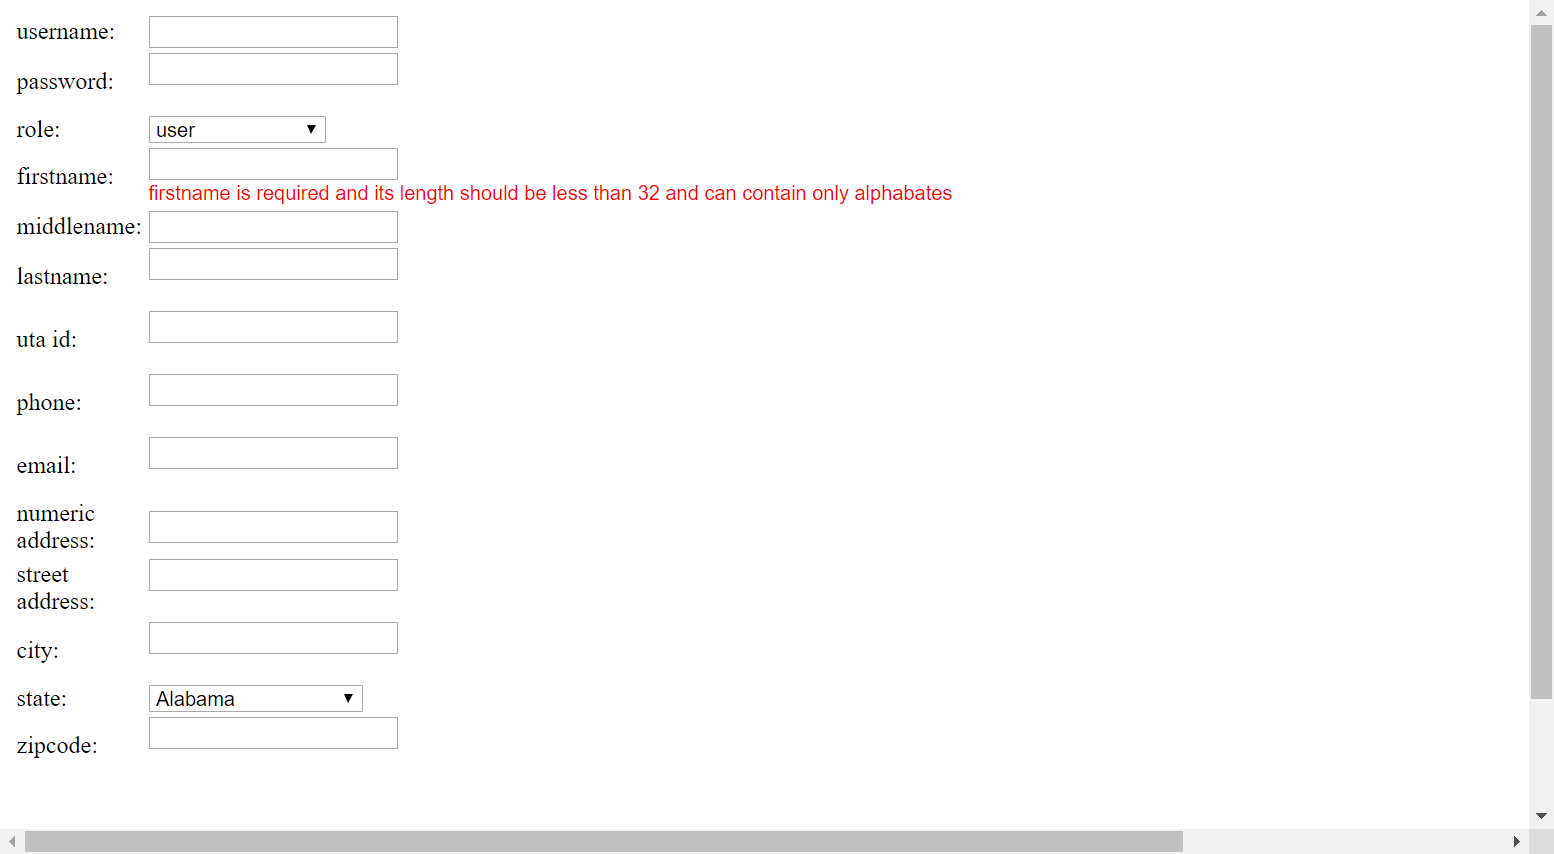 username:
password:
role: user
firstname:
firstname is required and its length should be less than 32 and can contain only alphabates
middlename:
lastname:
uta id:
phone:
email:
numeric
address:
street
address:
city:
state: Alabama
zipcode: